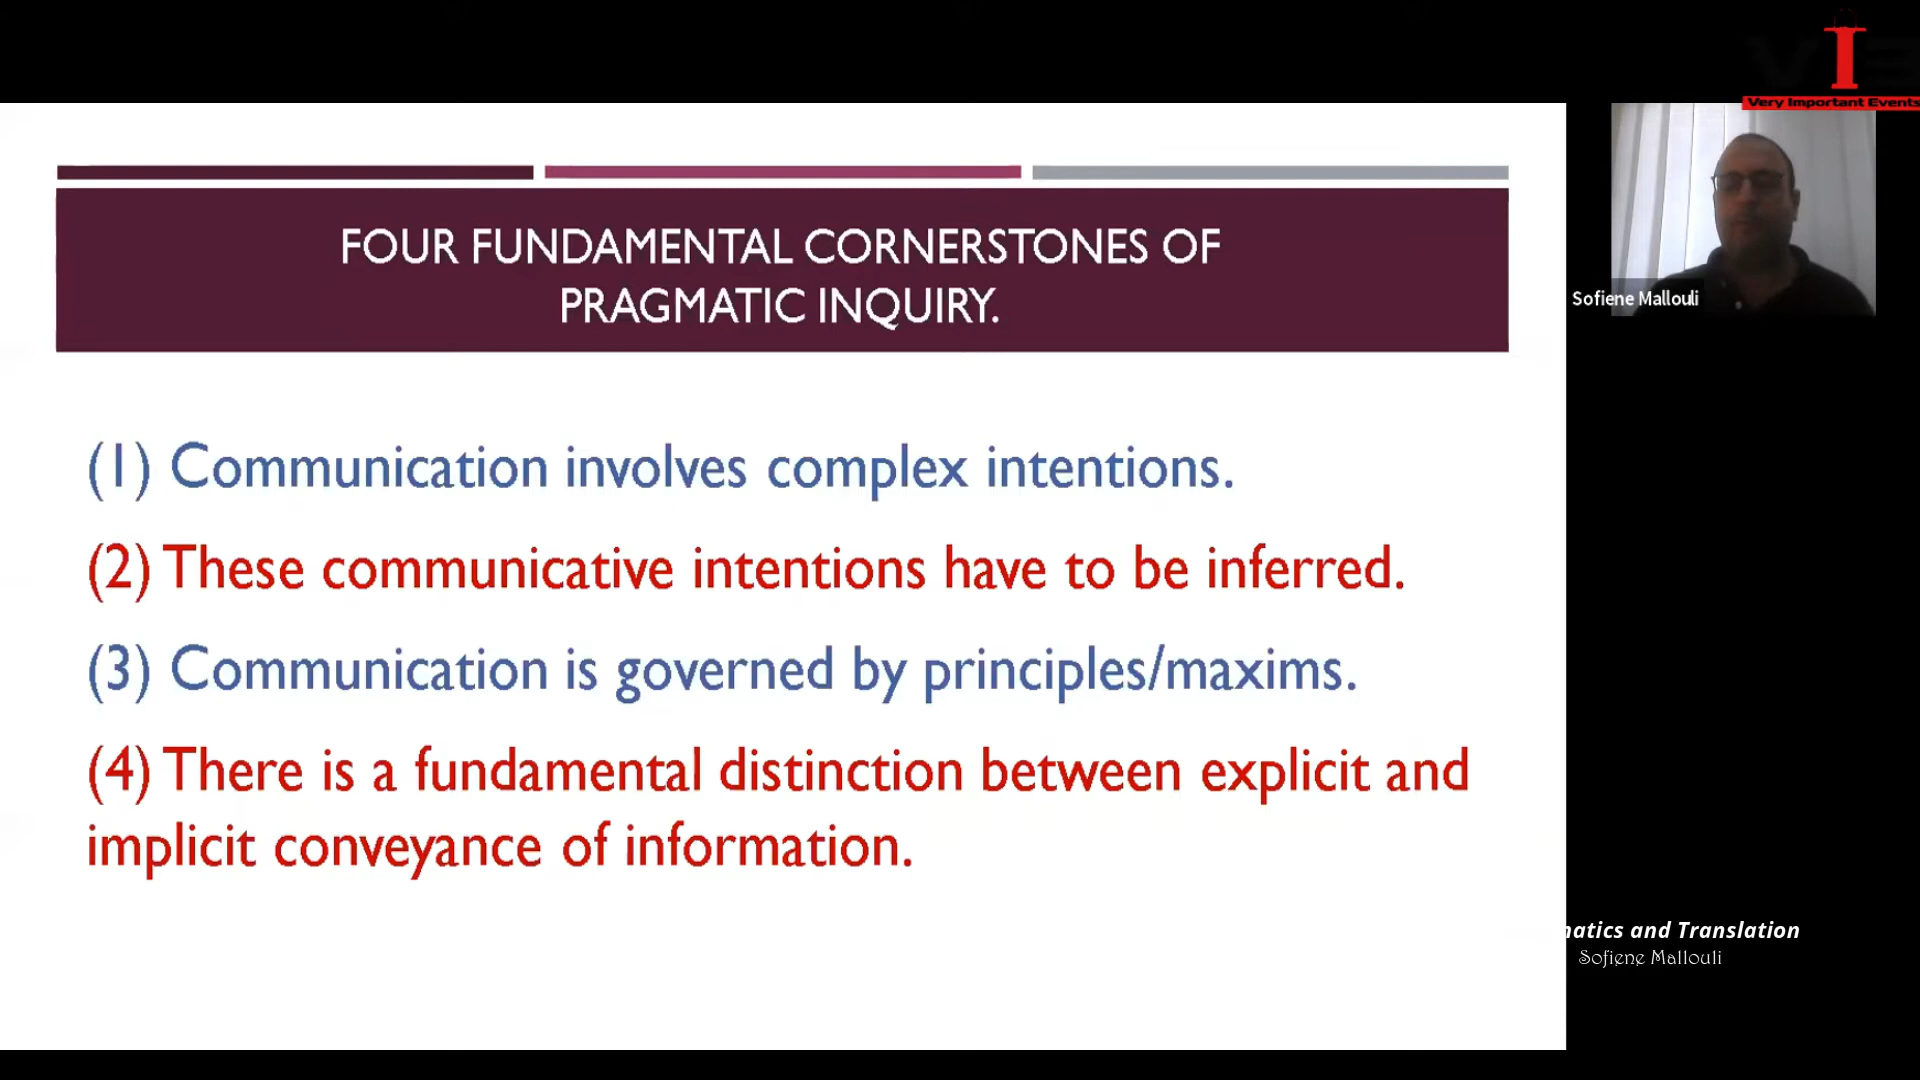 I
Very Important Events
FOUR FUNDAMENTAL CORNERSTONES OF
PRAGMATIC INQUIRY.
Sofiene Mallouli
(1) Communication involves complex intentions.
(2) These communicative intentions have to be inferred.
(3) Communication is governed by principles/maxims.
(4) There is a fundamental distinction between explicit and
implicit conveyance of information.
and Translation
Sofiene Mallouli